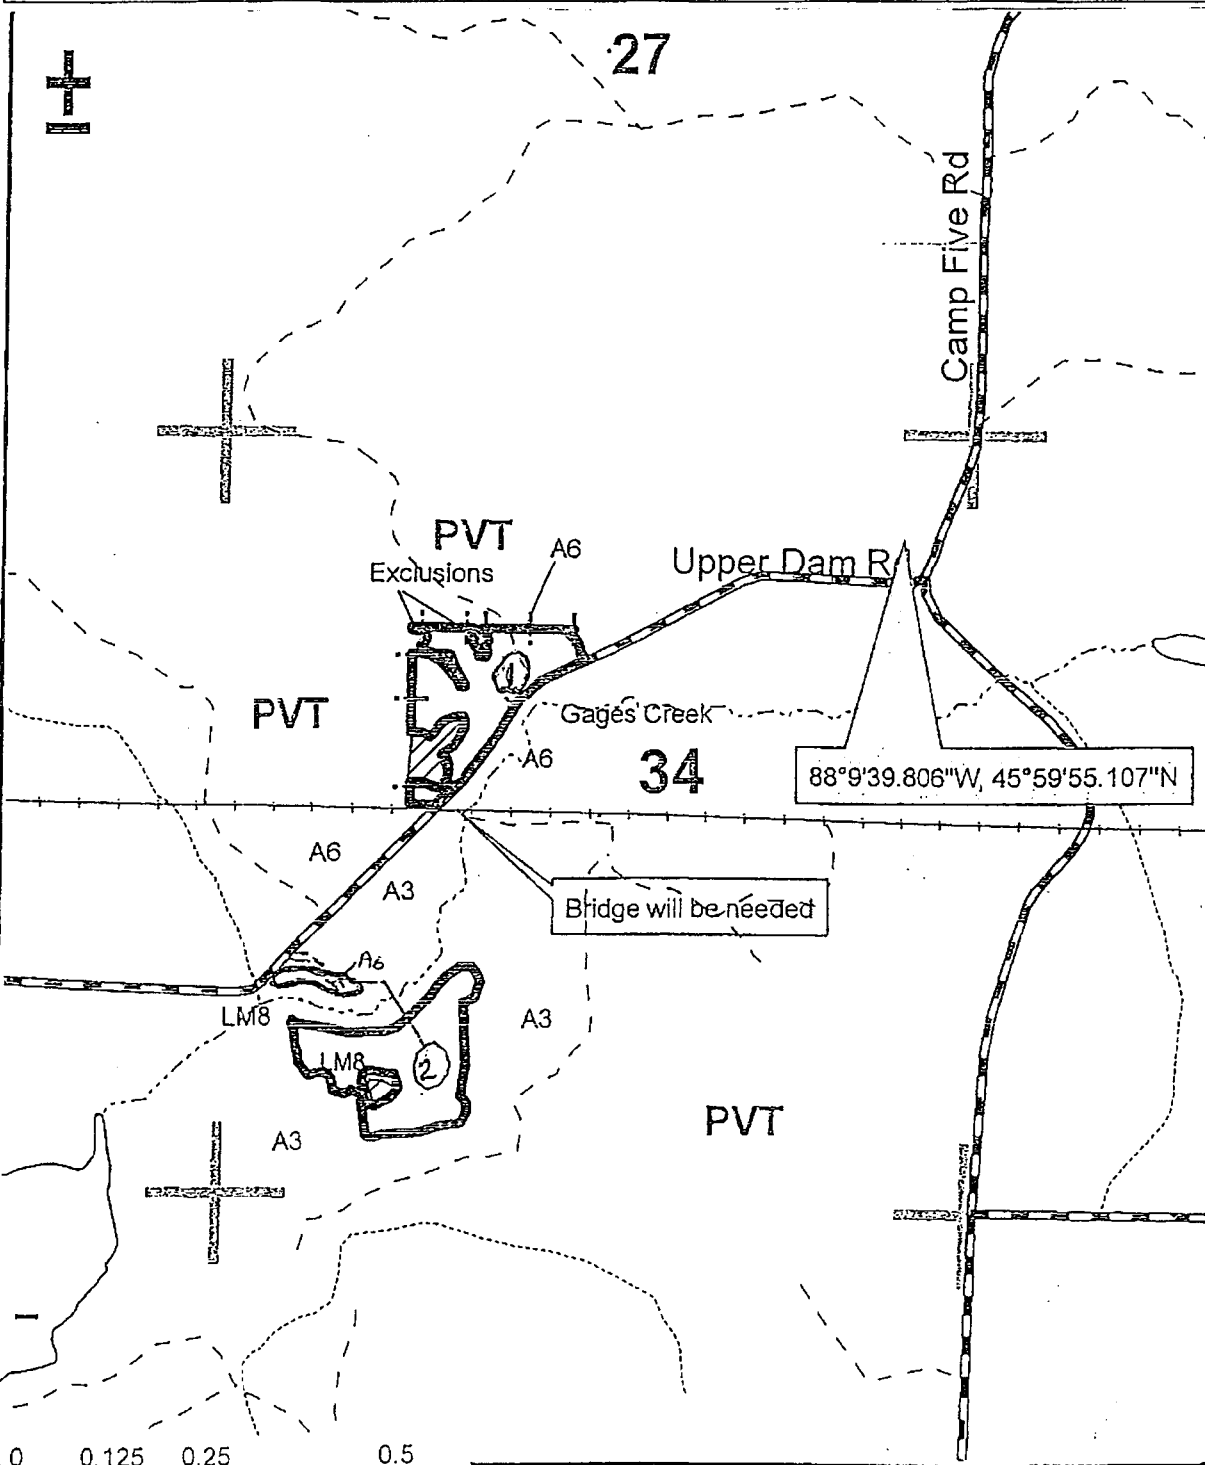 27
Camp Five Rd
PVT
A6
Exclusions
Upper Dam R
1
PVT
Gages Creek
A6
34
88°9'39.806"W, 45°59'55.107"N
A6
A3
Bridge will be needed
A6
LM8
A3
LM8
2
PVT
A3
0 0.125 0.25 0.5